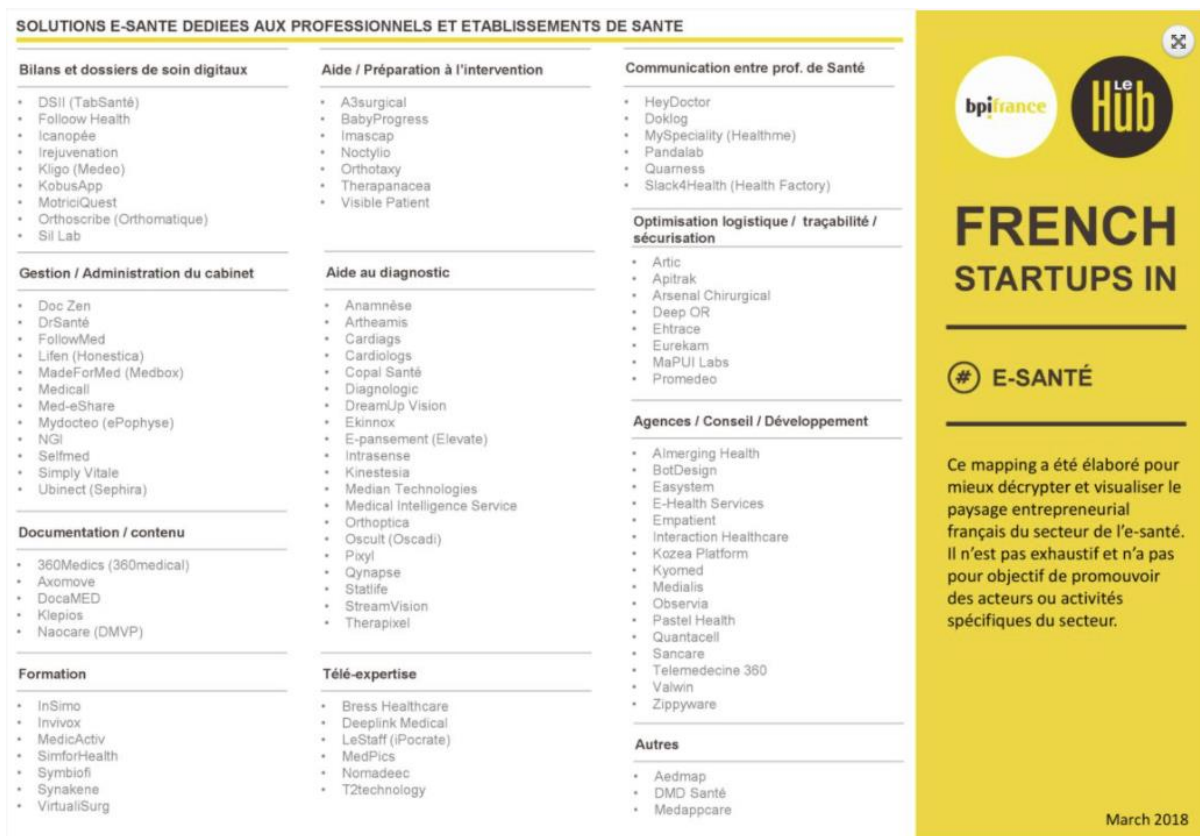 SOLUTIONS E-SANTE DEDIEES AUX PROFESSIONNELS ET ETABLISSEMENTS DE SANTE
Bilans et dossiers de soin digitaux
• DSII (TabSanté)
• Folloow Health
• Icanopée
• Irejuvenation
• Kligo (Medeo)
• KobusApp
• MotriciQuest
• Orthoscribe (Orthomatique)
• Sil Lab
Gestion / Administration du cabinet
• Doc Zen
• DrSanté
• FollowMed
• Lifen (Honestica)
• MadeForMed (Medbox)
• Medicall
• Med-eShare
• Mydocteo (ePophyse)
• NGI
• Selfmed
• Simply Vitale
• Ubinect (Sephira)
Documentation / contenu
• 360Medics (360medical)
• Axomove
• DocaMED
• Klepios
• Naocare (DMVP)
Formation
• InSimo
• Invivox
• MedicActiv
• SimforHealth
• Symbiofi
• Synakene
• VirtualiSurg
Aide / Préparation à l'intervention
• A3surgical
• BabyProgress
• Imascap
• Noctylio
• Orthotaxy
• Therapanacea
• Visible Patient
Aide au diagnostic
• Anamnèse
• Artheamis
• Cardiags
• Cardiologs
• Copal Santé
• Diagnologic
• DreamUp Vision
• Ekinnox
• E-pansement (Elevate)
• Intrasense
• Kinestesia
• Median Technologies
• Medical Intelligence Service
• Orthoptica
• Oscult (Oscadi)
• Pixyl
• Qynapse
• Statlife
• StreamVision
• Therapixel
Télé-expertise
• Bress Healthcare
• Deeplink Medical
• LeStaff (iPocrate)
• MedPics
• Nomadeec
• T2technology
Communication entre prof. de Santé
• HeyDoctor
• Doklog
• MySpeciality (Healthme)
• Pandalab
• Quarness
• Slack4Health (Health Factory)
Optimisation logistique / traçabilité /
sécurisation
• Artic
• Apitrak
• Arsenal Chirurgical
• Deep OR
• Ehtrace
• Eurekam
• MaPUI Labs
• Promedeo
Agences / Conseil / Développement
• AImerging Health
• BotDesign
• Easystem
• E-Health Services
• Empatient
• Interaction Healthcare
• Kozea Platform
• Kyomed
• Medialis
• Observia
• Pastel Health
• Quantacell
• Sancare
• Telemedecine 360
• Valwin
• Zippyware
Autres
• Aedmap
• DMD Santé
• Medappcare
bpifrance
LE
Hub
FRENCH
STARTUPS IN
# E-SANTÉ
Ce mapping a été élaboré pour
mieux décrypter et visualiser le
paysage entrepreneurial
français du secteur de l'e-santé.
Il n'est pas exhaustif et n'a pas
pour objectif de promouvoir
des acteurs ou activités
spécifiques du secteur.
March 2018